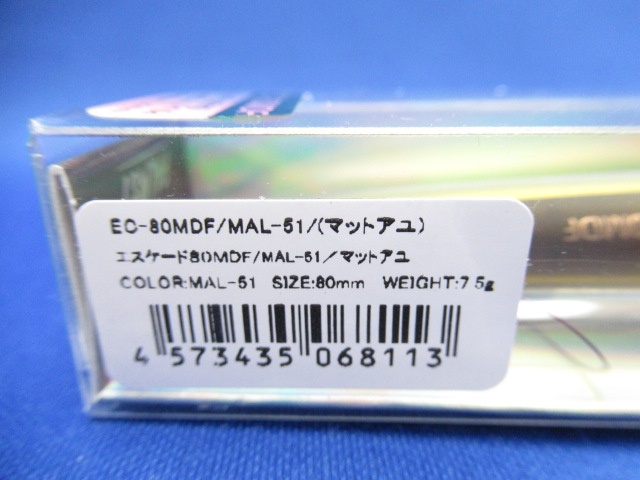 EC-80MDF/MAL-51/(マットアユ)
エスケード80MDF/MAL-51/マットアユ
COLOR:MAL-51 SIZE:80mm WEIGHT:7.5g
4 573435 068113